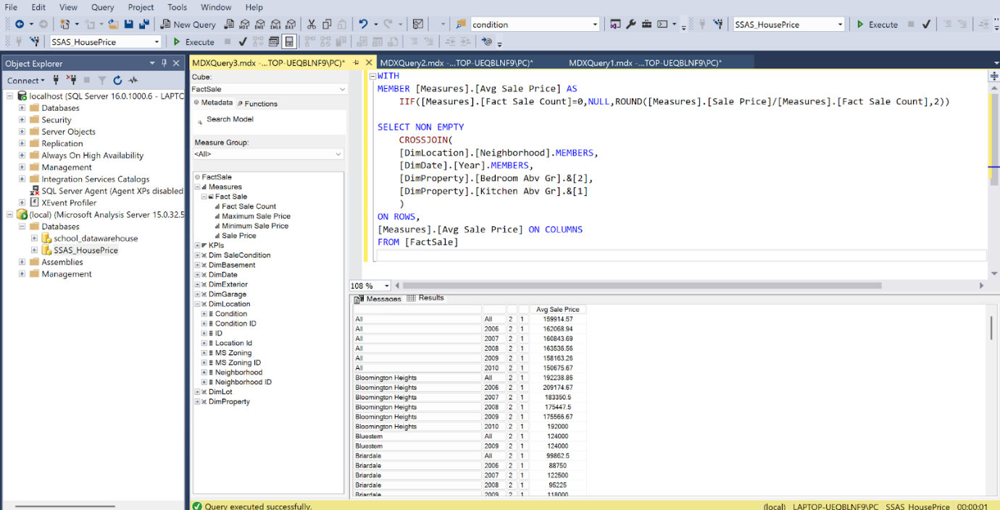 File Edit View Query Project Tools Window Help
New Query MDX DMX XMLA DAX condition SSAS_HousePrice Execute
SSAS_HousePrice Execute
Object Explorer
Connect
localhost (SQL Server 16.0.1000.6 - LAPTC
Databases
Security
Server Objects
Replication
Always On High Availability
Management
Integration Services Catalogs
SQL Server Agent (Agent XPs disabled
XEvent Profiler
(local) (Microsoft Analysis Server 15.0.32.5
Databases
school_datawarehouse
SSAS_HousePrice
Assemblies
Management
MDXQuery3.mdx -...TOP-UEQBLNF9\PC)* MDXQuery2.mdx -...TOP-UEQBLNF9\PC)* MDXQuery1.mdx -...TOP-UEQBLNF9\PC)*
Cube:
FactSale
Metadata Functions
Search Model
Measure Group:
<All>
FactSale
Measures
Fact Sale
Fact Sale Count
Maximum Sale Price
Minimum Sale Price
Sale Price
KPIs
Dim SaleCondition
DimBasement
DimDate
DimExterior
DimGarage
DimLocation
Condition
Condition ID
ID
Location Id
MS Zoning
MS Zoning ID
Neighborhood
Neighborhood ID
DimLot
DimProperty
WITH
MEMBER [Measures].[Avg Sale Price] AS
IIF([Measures].[Fact Sale Count]=0,NULL,ROUND([Measures].[Sale Price]/[Measures].[Fact Sale Count],2))
SELECT NON EMPTY
CROSSJOIN(
[DimLocation].[Neighborhood].MEMBERS,
[DimDate].[Year].MEMBERS,
[DimProperty].[Bedroom Abv Gr].&[2],
[DimProperty].[Kitchen Abv Gr].&[1]
)
ON ROWS,
[Measures].[Avg Sale Price] ON COLUMNS
FROM [FactSale]
108 %
Messages Results
Avg Sale Price
All All 2 1 159914.57
All 2006 2 1 162068.94
All 2007 2 1 160843.69
All 2008 2 1 163536.56
All 2009 2 1 158163.26
All 2010 2 1 150675.67
Bloomington Heights All 2 1 192238.86
Bloomington Heights 2006 2 1 209174.67
Bloomington Heights 2007 2 1 183350.5
Bloomington Heights 2008 2 1 175447.5
Bloomington Heights 2009 2 1 175566.67
Bloomington Heights 2010 2 1 192000
Bluestem All 2 1 124000
Bluestem 2009 2 1 124000
Briardale All 2 1 99862.5
Briardale 2006 2 1 88750
Briardale 2007 2 1 122500
Briardale 2008 2 1 95225
Briardale 2009 2 1 118000
Query executed successfully. (local) LAPTOP-UEQBLNF9\PC SSAS_HousePrice 00:00:01